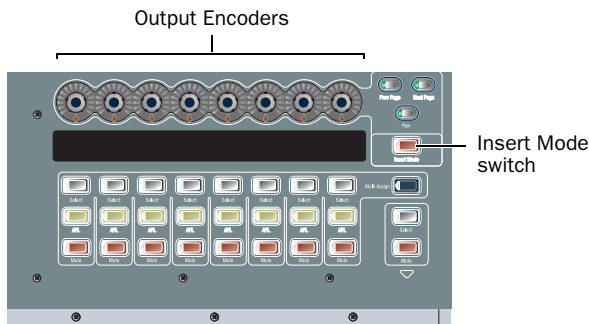 Output Encoders
Prev Page Next Page
Pan
Insert Mode
Insert Mode
switch
Multi Assign
Select Select Select Select Select Select Select Select
AFL AFL AFL AFL AFL AFL AFL AFL Select
Mute Mute Mute Mute Mute Mute Mute Mute Mute